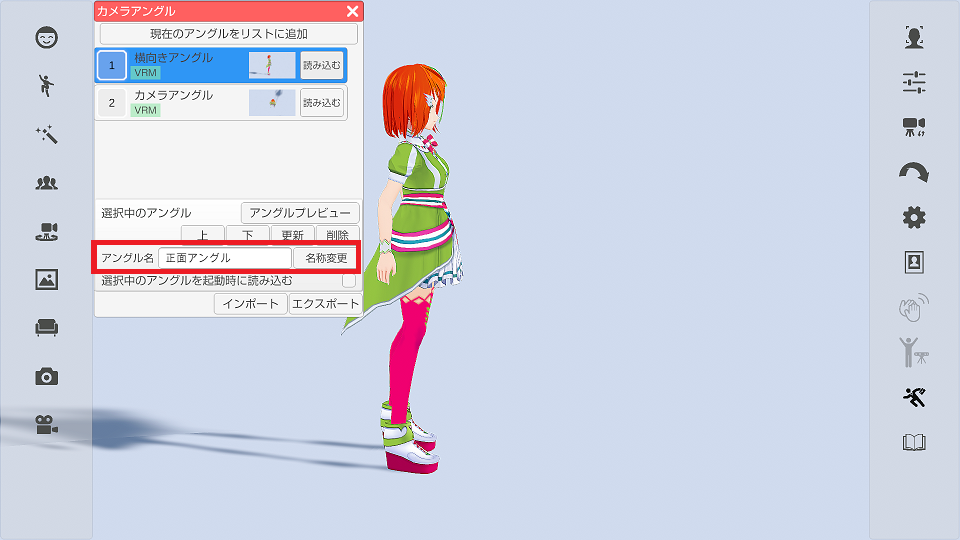 カメラアングル
現在のアングルをリストに追加
1 横向きアングル 読み込む
VRM
2 カメラアングル 読み込む
VRM
選択中のアングル アングルプレビュー
上 下 更新 削除
アングル名 正面アングル 名称変更
選択中のアングルを起動時に読み込む
インポート エクスポート